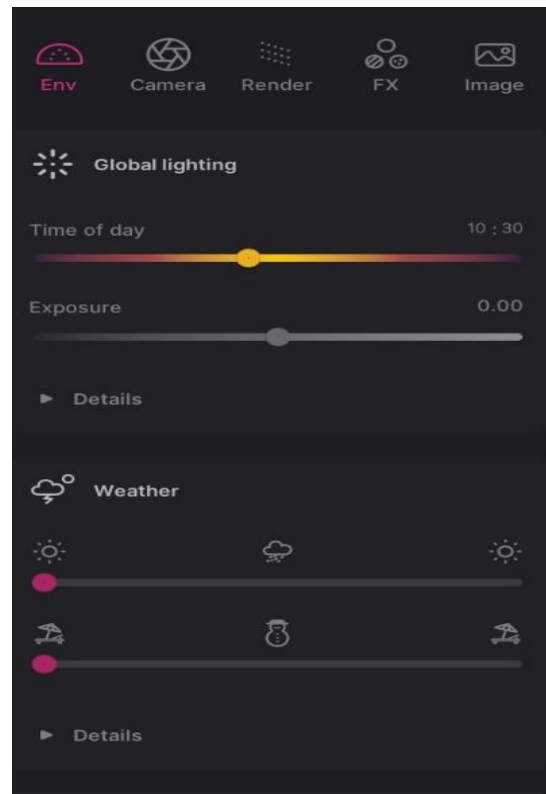 Env Camera Render FX Image
Global lighting
Time of day 10 : 30
Exposure 0.00
Details
Weather
Details